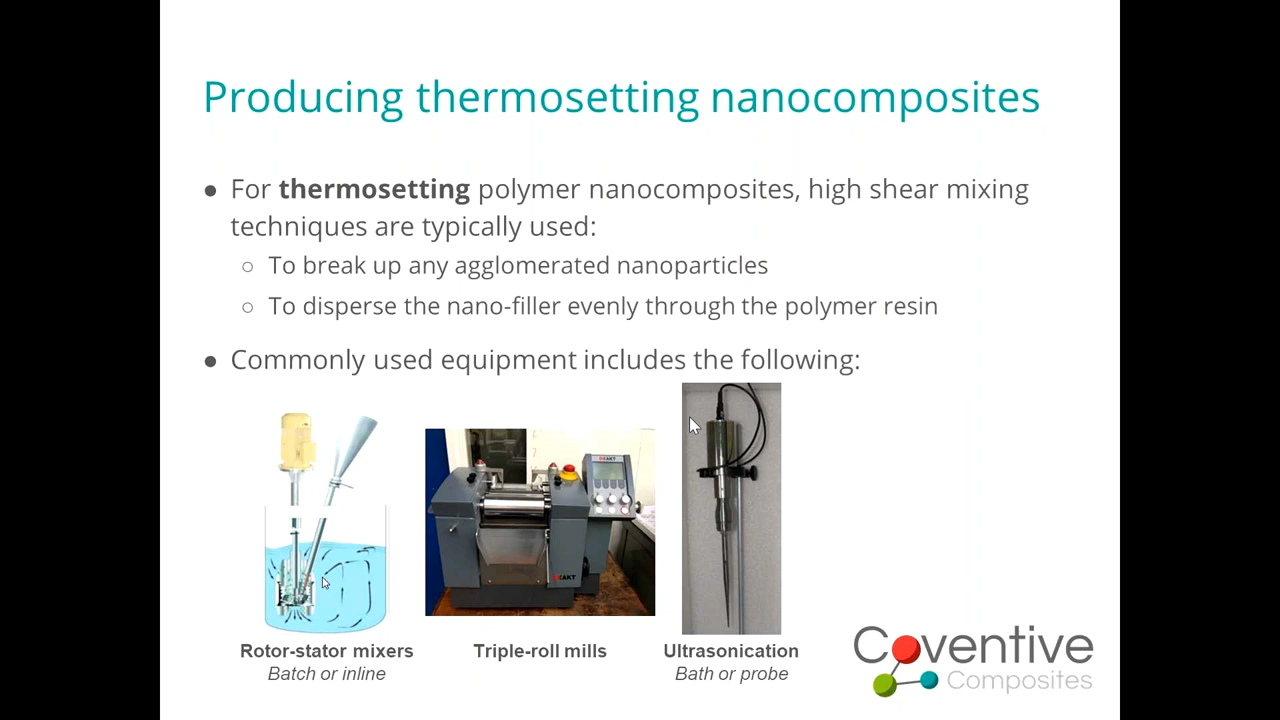 Producing thermosetting nanocomposites
● For thermosetting polymer nanocomposites, high shear mixing
techniques are typically used:
○ To break up any agglomerated nanoparticles
○ To disperse the nano-filler evenly through the polymer resin
● Commonly used equipment includes the following:
EXAKT
EXAKT
Rotor-stator mixers
Batch or inline
Triple-roll mills
Ultrasonication
Bath or probe
Coventive
Composites